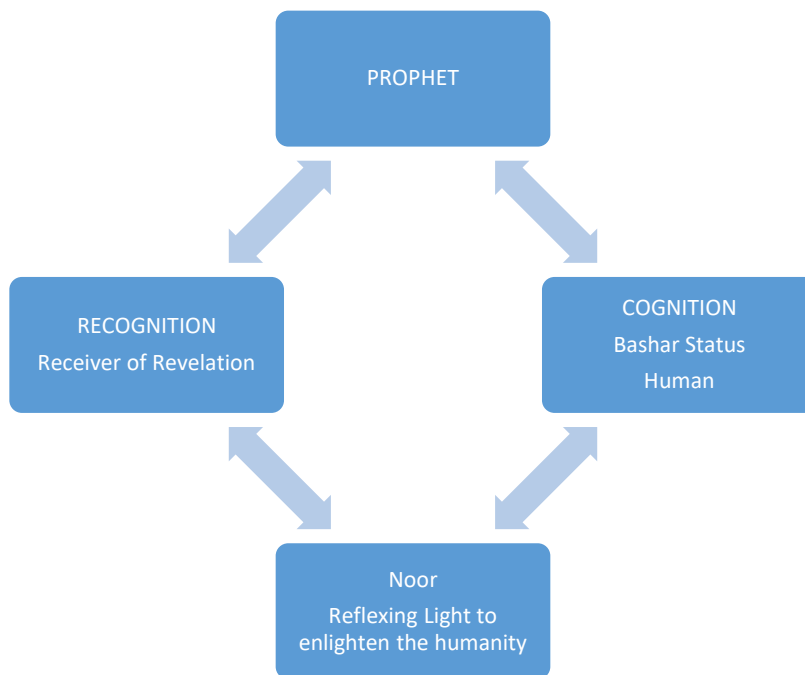 PROPHET
RECOGNITION
Receiver of Revelation
COGNITION
Bashar Status
Human
Noor
Reflexing Light to
enlighten the humanity